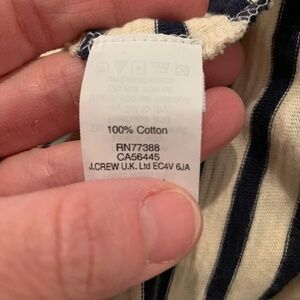 100% Cotton
RN77388
CA56445
J.CREW U.K. Ltd EC4V 6JA